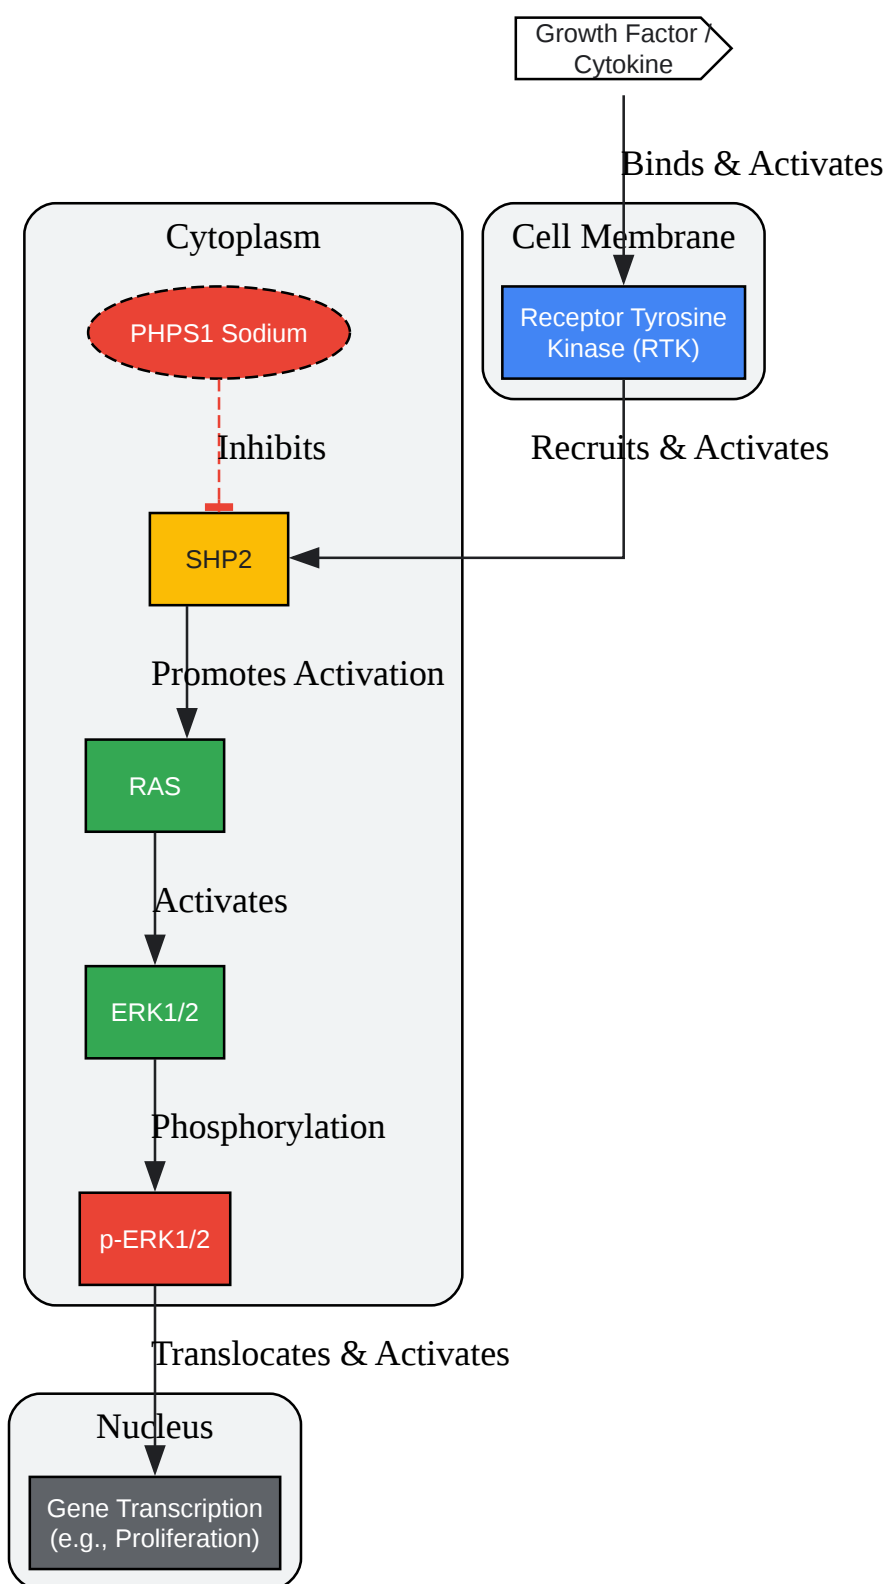 Growth Factor /
Cytokine
Binds & Activates
Cytoplasm
Cell Membrane
PHPS1 Sodium
Receptor Tyrosine
Kinase (RTK)
Inhibits
Recruits & Activates
SHP2
Promotes Activation
RAS
Activates
ERK1/2
Phosphorylation
p-ERK1/2
Translocates & Activates
Nucleus
Gene Transcription
(e.g., Proliferation)